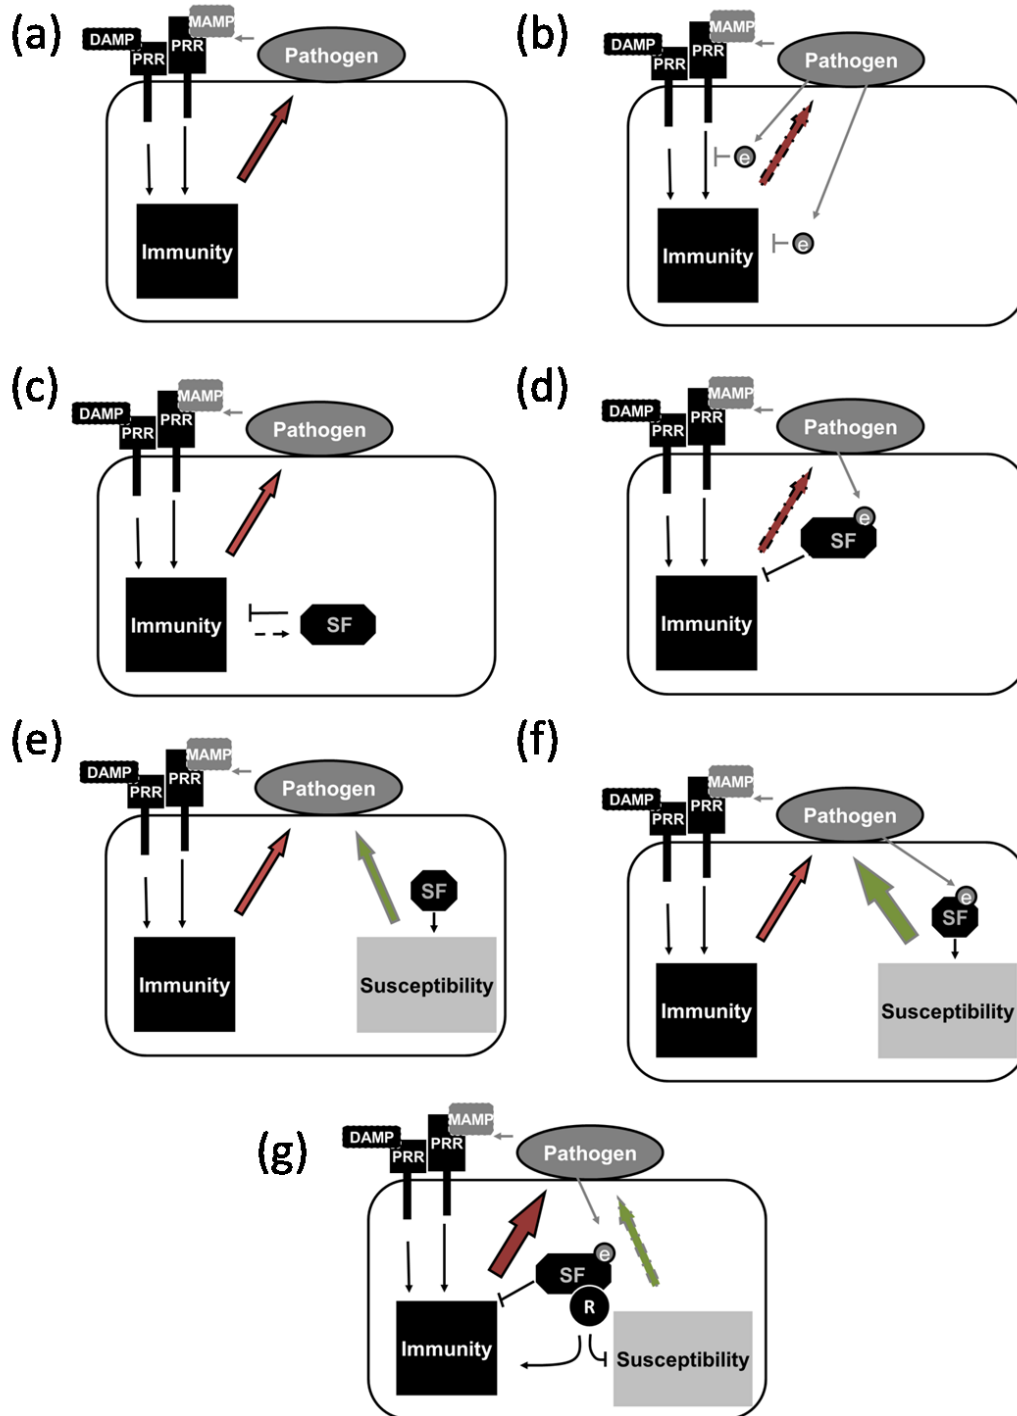 (a)
DAMP
PRR
PRR
MAMP
Pathogen
Immunity
(b)
DAMP
PRR
PRR
MAMP
Pathogen
e
e
Immunity
(c)
DAMP
PRR
PRR
MAMP
Pathogen
Immunity
SF
(d)
DAMP
PRR
PRR
MAMP
Pathogen
e
SF
Immunity
(e)
DAMP
PRR
PRR
MAMP
Pathogen
SF
Immunity
Susceptibility
(f)
DAMP
PRR
PRR
MAMP
Pathogen
e
SF
Immunity
Susceptibility
(g)
DAMP
PRR
PRR
MAMP
Pathogen
e
SF
R
Immunity
Susceptibility